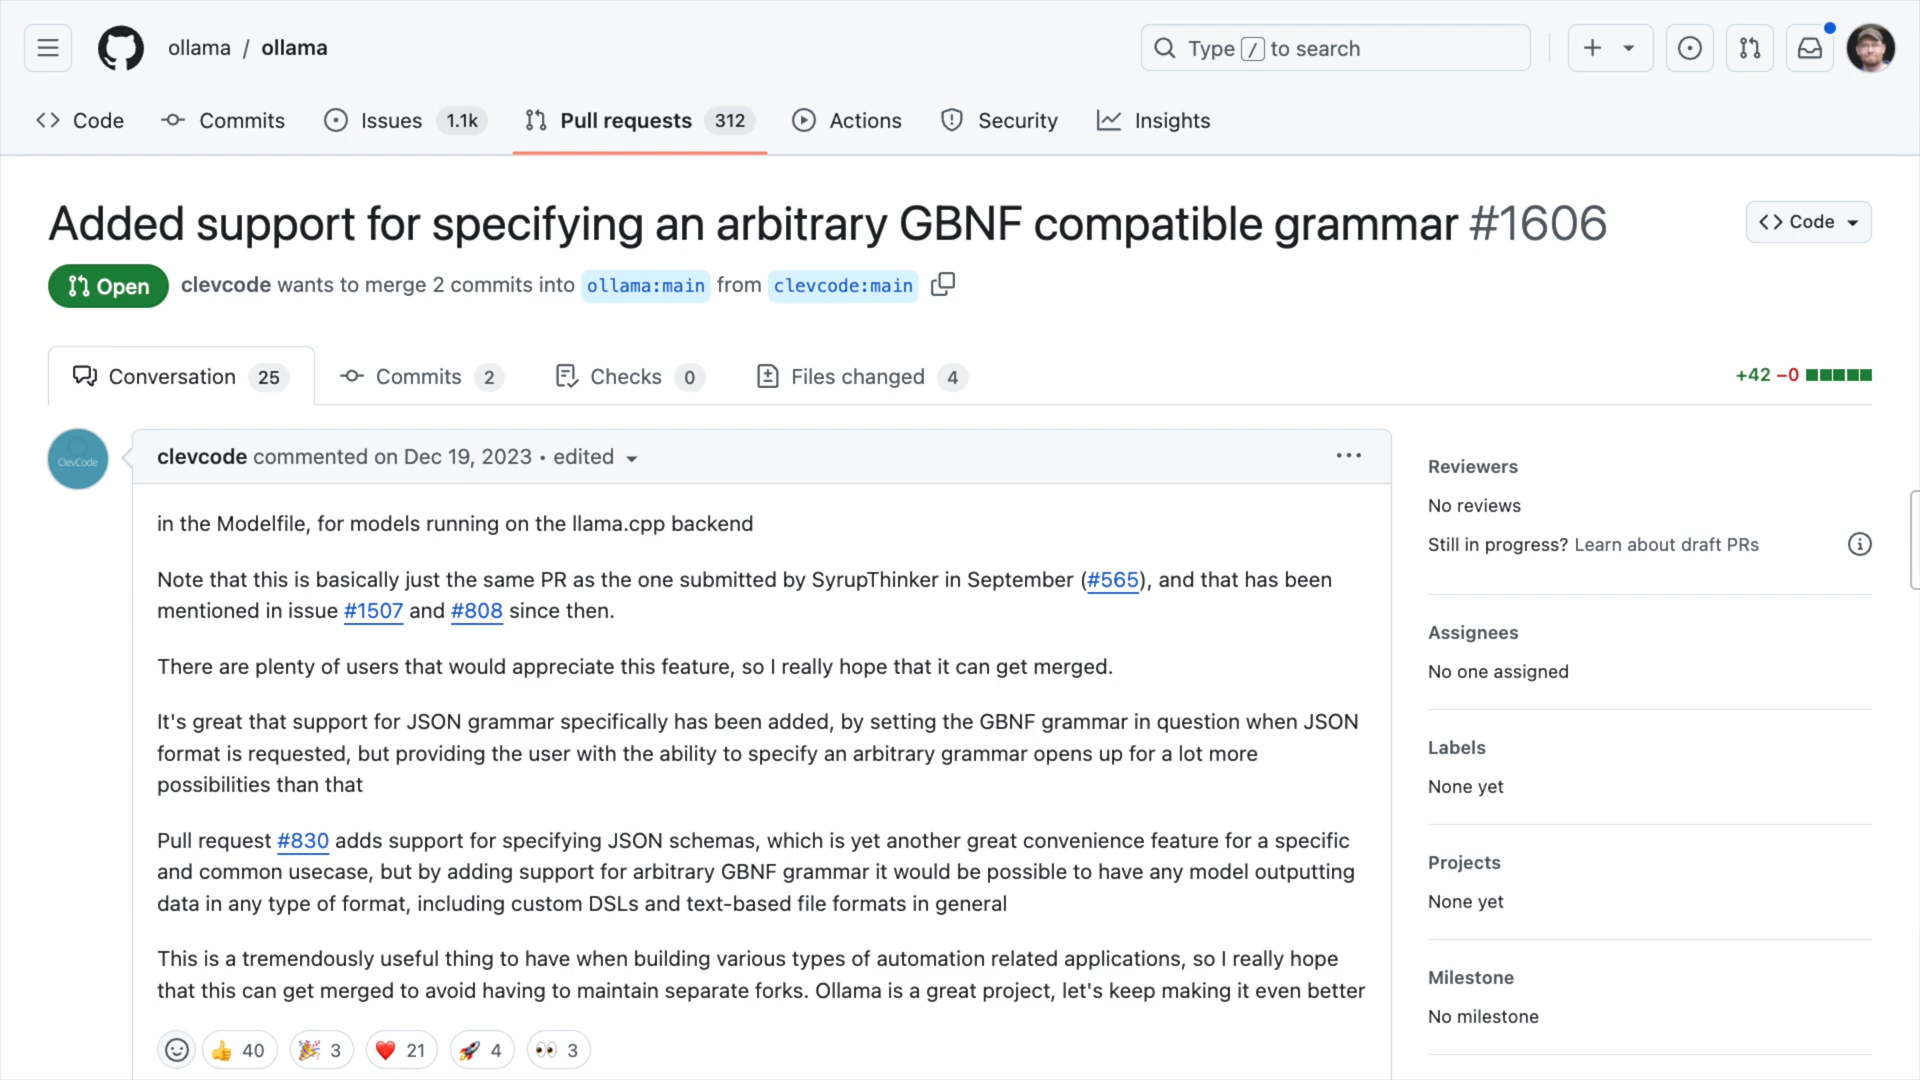 ollama / ollama
Type / to search
Code
Commits
Issues 1.1k
Pull requests 312
Actions
Security
Insights
Added support for specifying an arbitrary GBNF compatible grammar #1606
Code
Open
clevcode wants to merge 2 commits into ollama:main from clevcode:main
Conversation 25
Commits 2
Checks 0
Files changed 4
+42 −0
ClevCode
clevcode commented on Dec 19, 2023 • edited
in the Modelfile, for models running on the llama.cpp backend
Note that this is basically just the same PR as the one submitted by SyrupThinker in September (#565), and that has been
mentioned in issue #1507 and #808 since then.
There are plenty of users that would appreciate this feature, so I really hope that it can get merged.
It's great that support for JSON grammar specifically has been added, by setting the GBNF grammar in question when JSON
format is requested, but providing the user with the ability to specify an arbitrary grammar opens up for a lot more
possibilities than that
Pull request #830 adds support for specifying JSON schemas, which is yet another great convenience feature for a specific
and common usecase, but by adding support for arbitrary GBNF grammar it would be possible to have any model outputting
data in any type of format, including custom DSLs and text-based file formats in general
This is a tremendously useful thing to have when building various types of automation related applications, so I really hope
that this can get merged to avoid having to maintain separate forks. Ollama is a great project, let's keep making it even better
👍 40
🎉 3
❤️ 21
🚀 4
👀 3
Reviewers
No reviews
Still in progress? Learn about draft PRs
Assignees
No one assigned
Labels
None yet
Projects
None yet
Milestone
No milestone